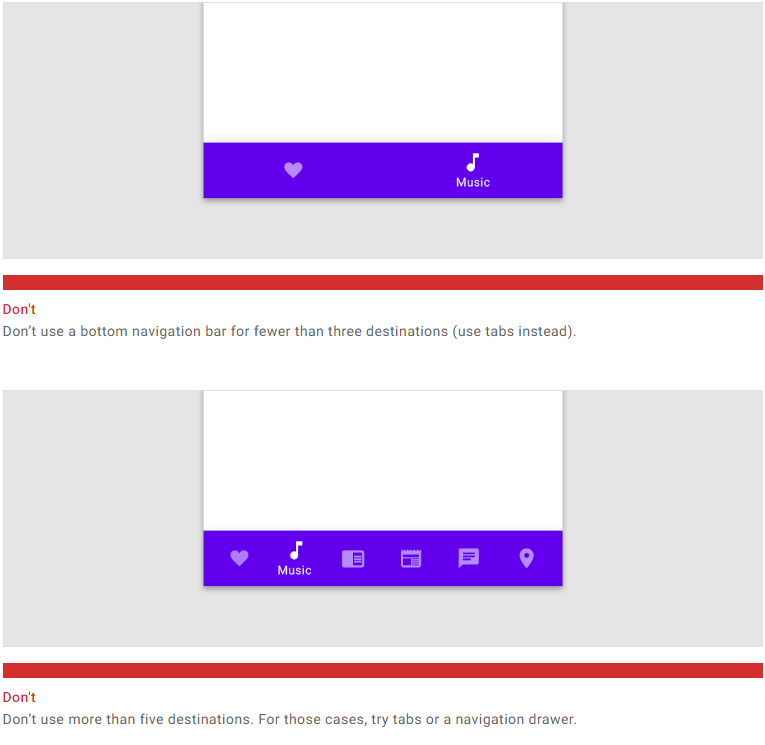 Music
Don't
Don't use a bottom navigation bar for fewer than three destinations (use tabs instead).
Music
Don't
Don't use more than five destinations. For those cases, try tabs or a navigation drawer.